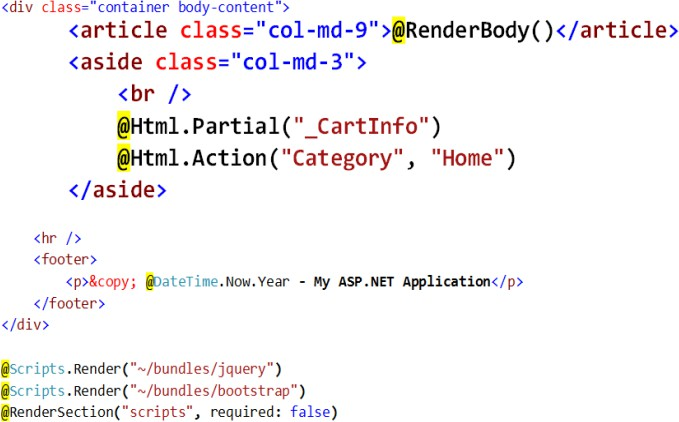 <div class="container body-content">
<article class="col-md-9">@RenderBody()</article>
<aside class="col-md-3">
<br />
@Html.Partial("_CartInfo")
@Html.Action("Category", "Home")
</aside>
<hr />
<footer>
<p>&copy; @DateTime.Now.Year - My ASP.NET Application</p>
</footer>
</div>
@Scripts.Render("~/bundles/jquery")
@Scripts.Render("~/bundles/bootstrap")
@RenderSection("scripts", required: false)